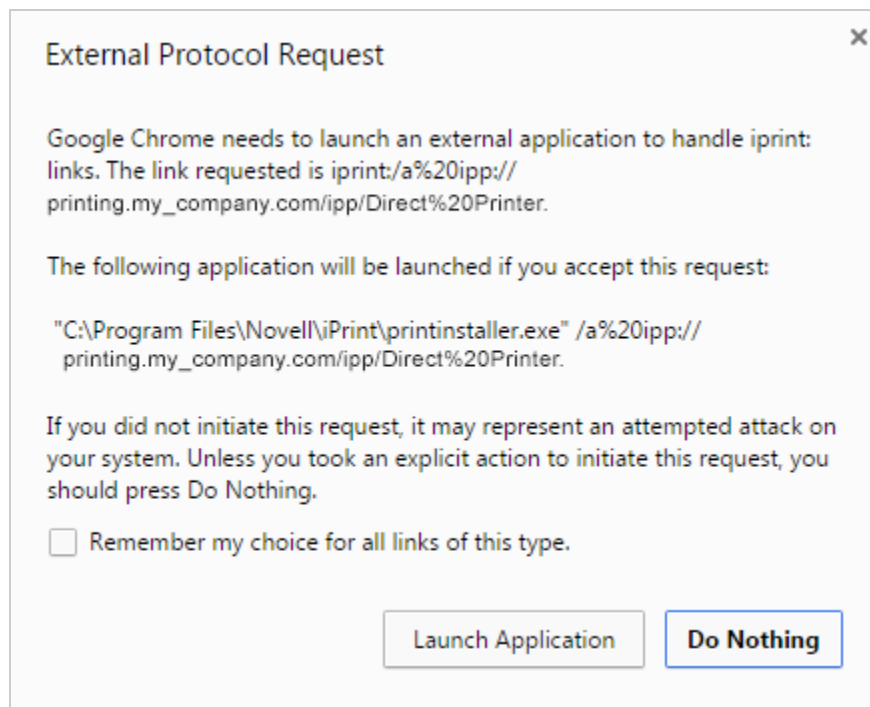 External Protocol Request
Google Chrome needs to launch an external application to handle iprint:
links. The link requested is iprint:/a%20ipp://
printing.my_company.com/ipp/Direct%20Printer.
The following application will be launched if you accept this request:
"C:\Program Files\Novell\iPrint\printinstaller.exe" /a%20ipp://
printing.my_company.com/ipp/Direct%20Printer.
If you did not initiate this request, it may represent an attempted attack on
your system. Unless you took an explicit action to initiate this request, you
should press Do Nothing.
Remember my choice for all links of this type.
Launch Application
Do Nothing